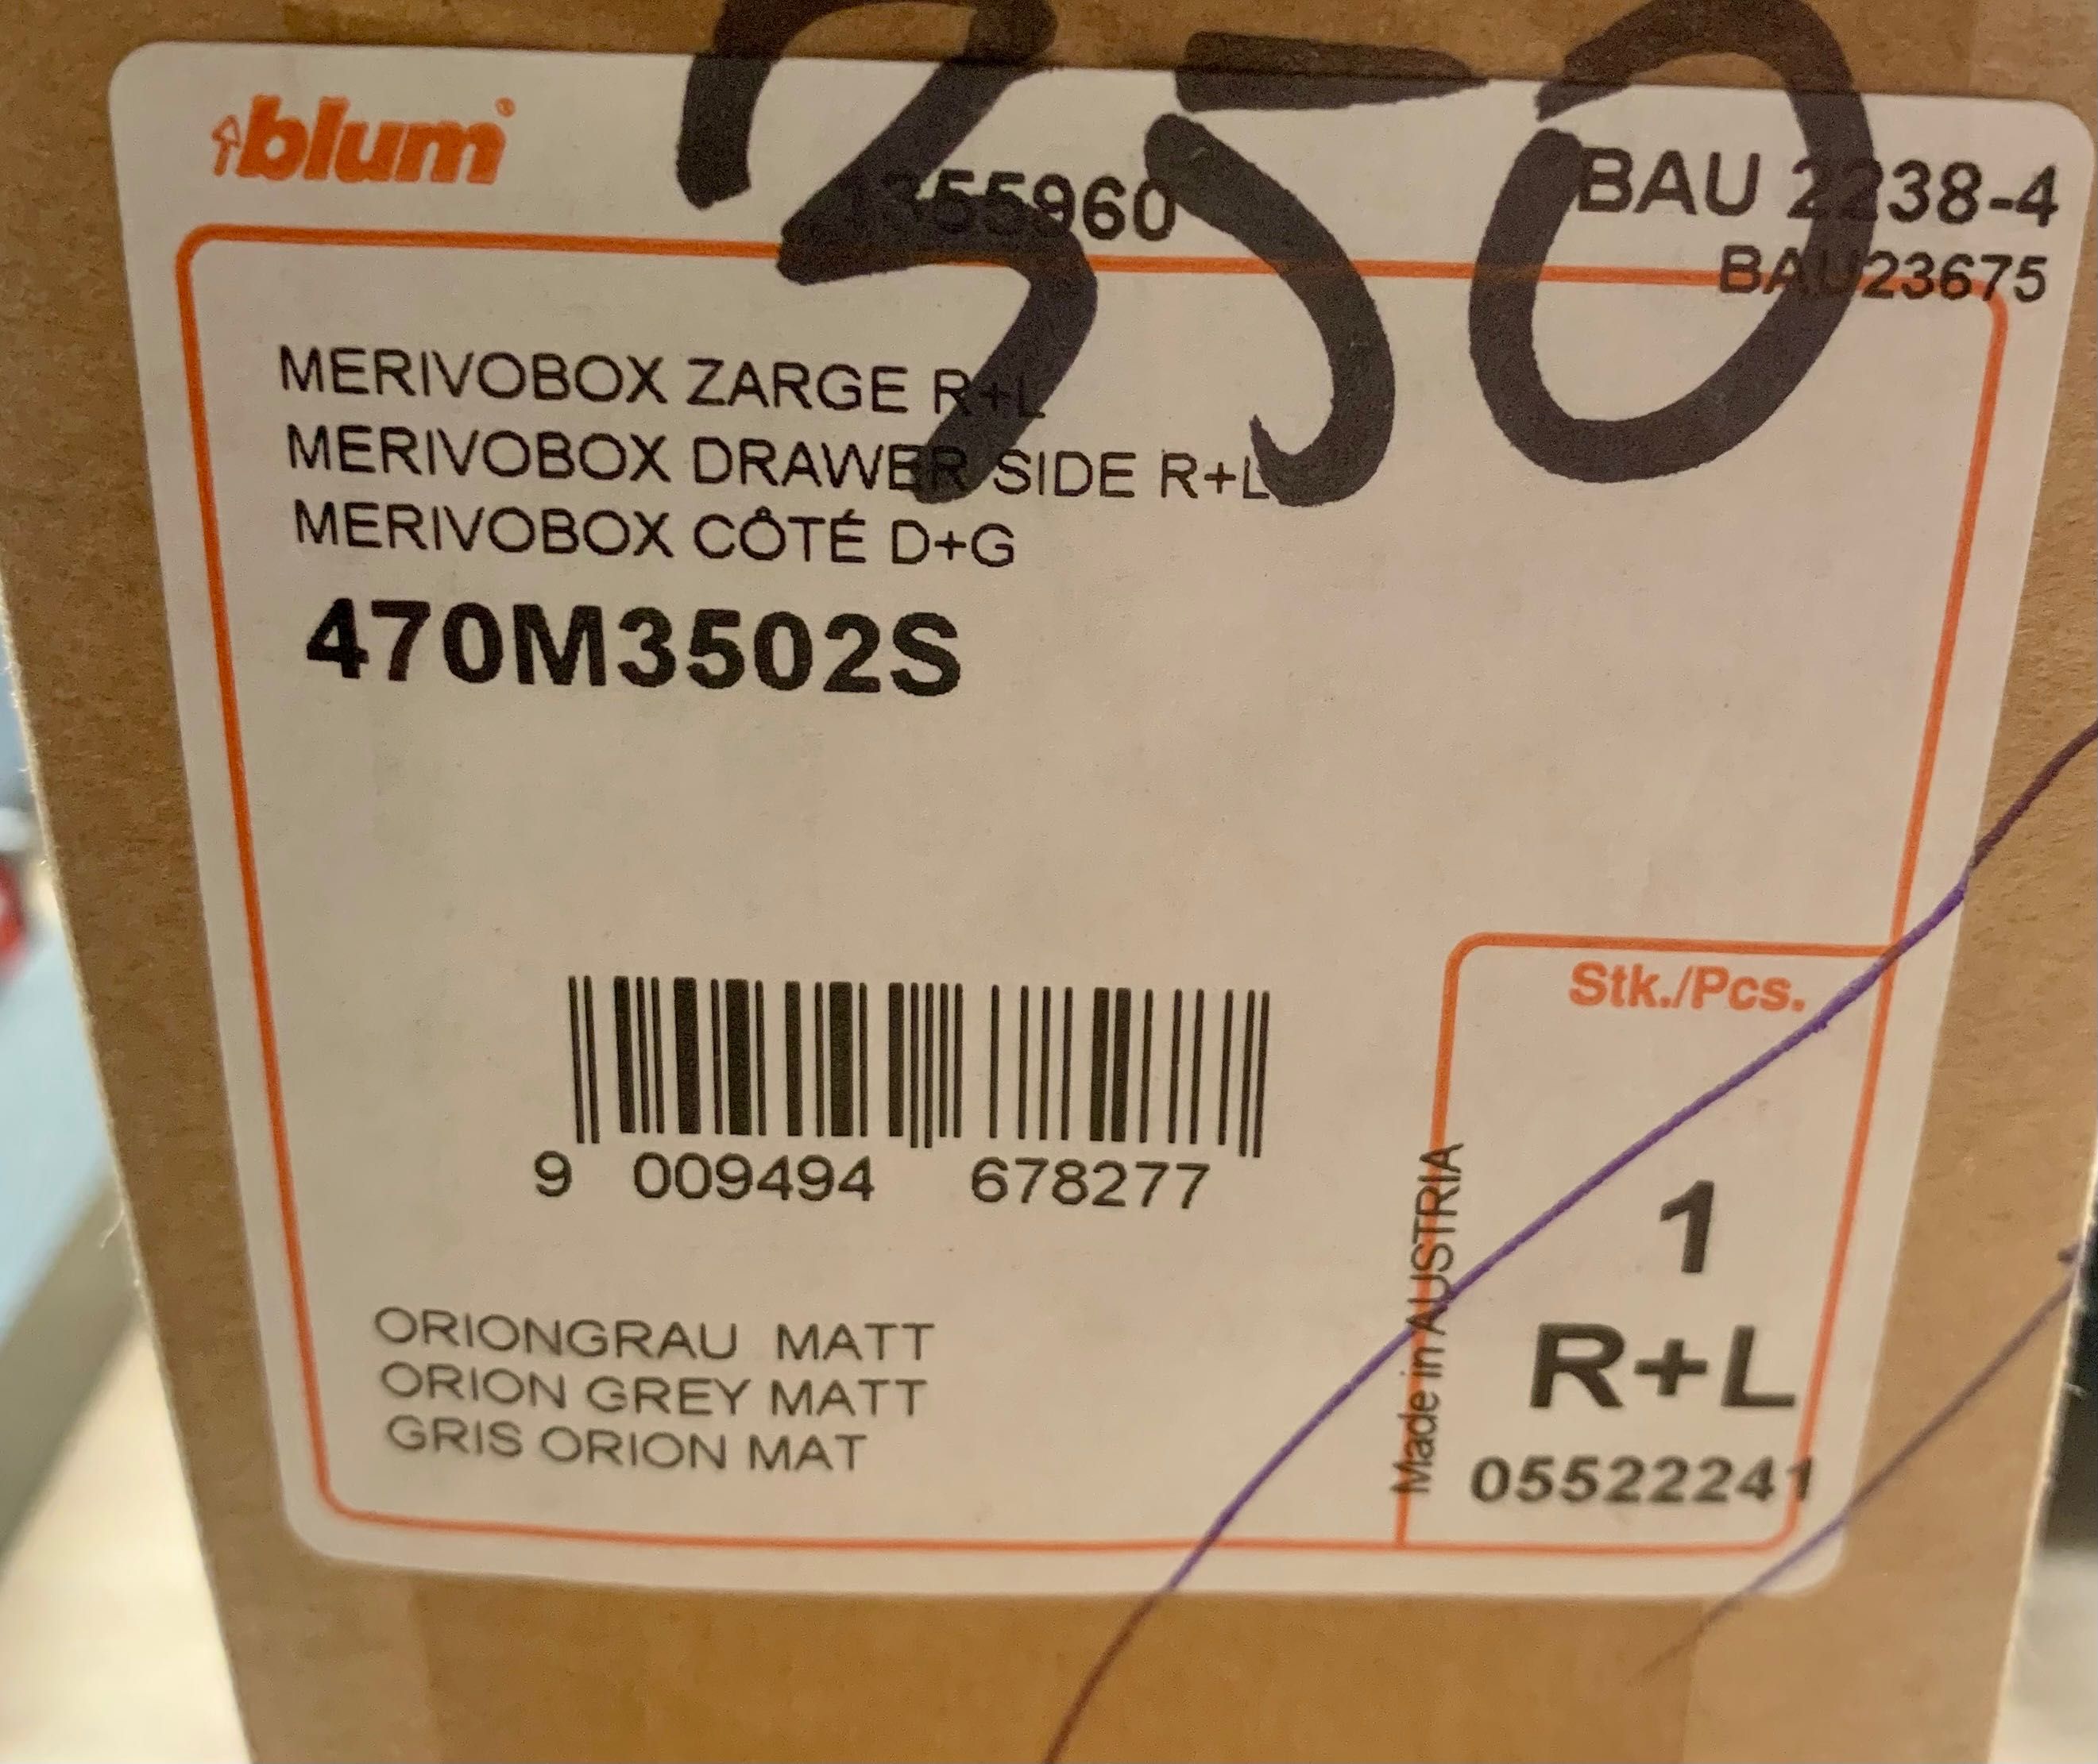 350
blum
1355960
BAU 2238-4
BAU23675
MERIVOBOX ZARGE R+L
MERIVOBOX DRAWER SIDE R+L
MERIVOBOX CÔTÉ D+G
470M3502S
9 009494 678277
Stk./Pcs.
1
R+L
05522241
Made in AUSTRIA
ORIONGRAU MATT
ORION GREY MATT
GRIS ORION MAT